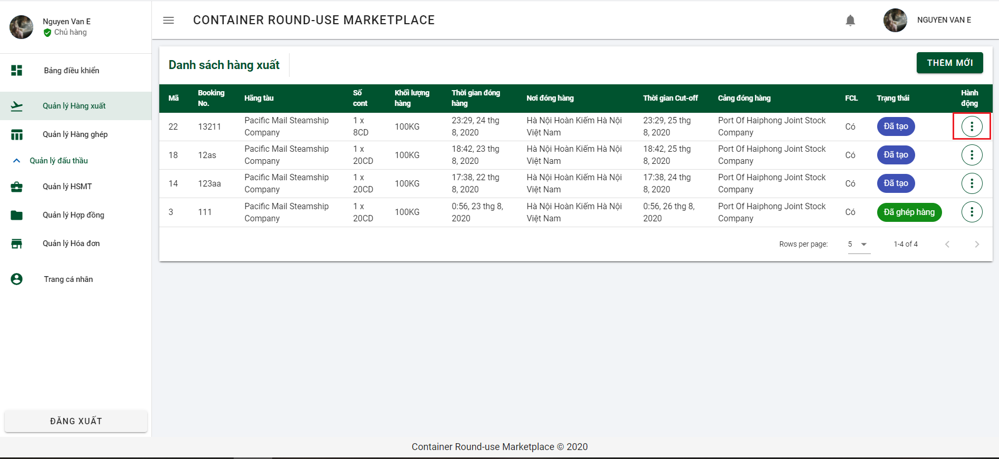 Nguyen Van E
Chủ hàng
CONTAINER ROUND-USE MARKETPLACE
NGUYEN VAN E
Bảng điều khiển
Quản lý Hàng xuất
Quản lý Hàng ghép
Quản lý đấu thầu
Quản lý HSMT
Quản lý Hợp đồng
Quản lý Hóa đơn
Trang cá nhân
ĐĂNG XUẤT
Danh sách hàng xuất
THÊM MỚI
Mã Booking No. Hãng tàu Số cont Khối lượng hàng Thời gian đóng hàng Nơi đóng hàng Thời gian Cut-off Cảng đóng hàng FCL Trạng thái Hành động
22 13211 Pacific Mail Steamship Company 1 x 8CD 100KG 23:29, 24 thg 8, 2020 Hà Nội Hoàn Kiếm Hà Nội Việt Nam 23:29, 25 thg 8, 2020 Port Of Haiphong Joint Stock Company Có Đã tạo
18 12as Pacific Mail Steamship Company 1 x 20CD 100KG 18:42, 23 thg 8, 2020 Hà Nội Hoàn Kiếm Hà Nội Việt Nam 18:42, 25 thg 8, 2020 Port Of Haiphong Joint Stock Company Có Đã tạo
14 123aa Pacific Mail Steamship Company 1 x 20CD 100KG 17:38, 22 thg 8, 2020 Hà Nội Hoàn Kiếm Hà Nội Việt Nam 17:38, 24 thg 8, 2020 Port Of Haiphong Joint Stock Company Có Đã tạo
3 111 Pacific Mail Steamship Company 1 x 20CD 100KG 0:56, 23 thg 8, 2020 Hà Nội Hoàn Kiếm Hà Nội Việt Nam 0:56, 26 thg 8, 2020 Port Of Haiphong Joint Stock Company Có Đã ghép hàng
Rows per page: 5 1-4 of 4
Container Round-use Marketplace © 2020